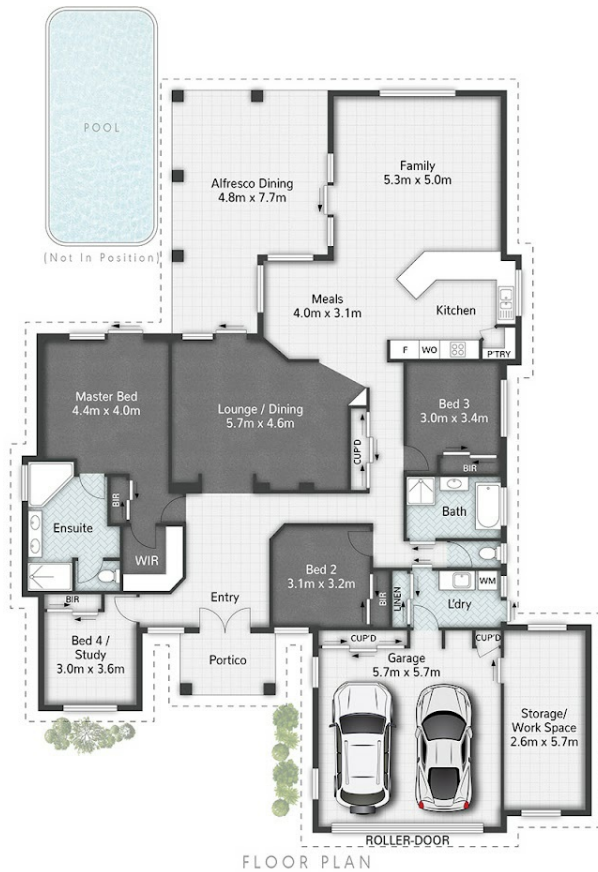 POOL
(Not In Position)
Alfresco Dining
4.8m x 7.7m
Family
5.3m x 5.0m
Meals
4.0m x 3.1m
Kitchen
F
WO
P'TRY
Master Bed
4.4m x 4.0m
Lounge / Dining
5.7m x 4.6m
CUP'D
Bed 3
3.0m x 3.4m
BIR
BIR
Bath
Ensuite
WIR
Bed 2
3.1m x 3.2m
BIR
LINEN
L'dry
WM
BIR
Entry
Bed 4 /
Study
3.0m x 3.6m
Portico
CUP'D
CUP'D
Garage
5.7m x 5.7m
Storage/
Work Space
2.6m x 5.7m
ROLLER-DOOR
FLOOR PLAN